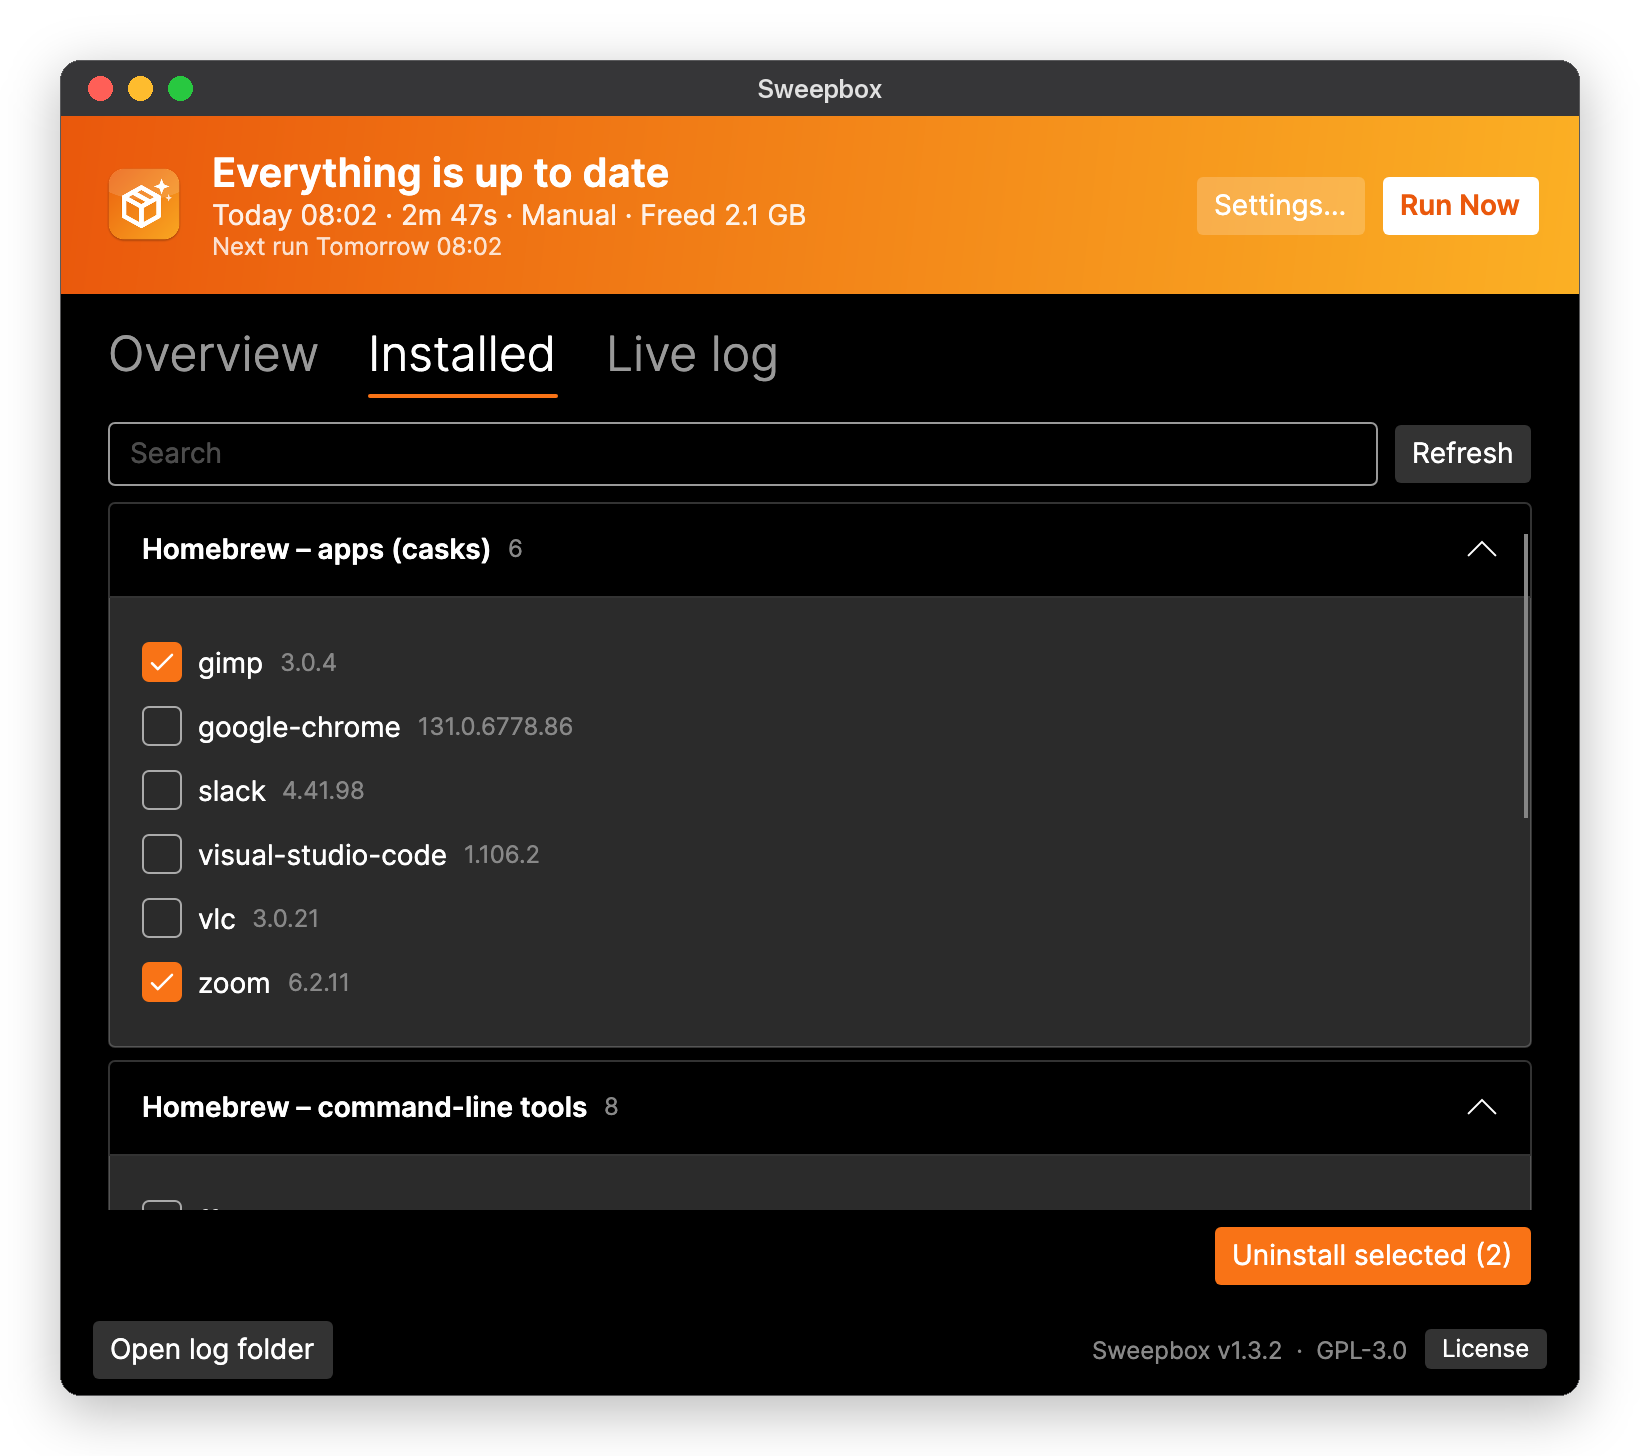 Sweepbox
Everything is up to date
Today 08:02 · 2m 47s · Manual · Freed 2.1 GB
Next run Tomorrow 08:02
Settings...
Run Now
Overview
Installed
Live log
Search
Refresh
Homebrew – apps (casks) 6
gimp 3.0.4
google-chrome 131.0.6778.86
slack 4.41.98
visual-studio-code 1.106.2
vlc 3.0.21
zoom 6.2.11
Homebrew – command-line tools 8
Uninstall selected (2)
Open log folder
Sweepbox v1.3.2 · GPL-3.0
License